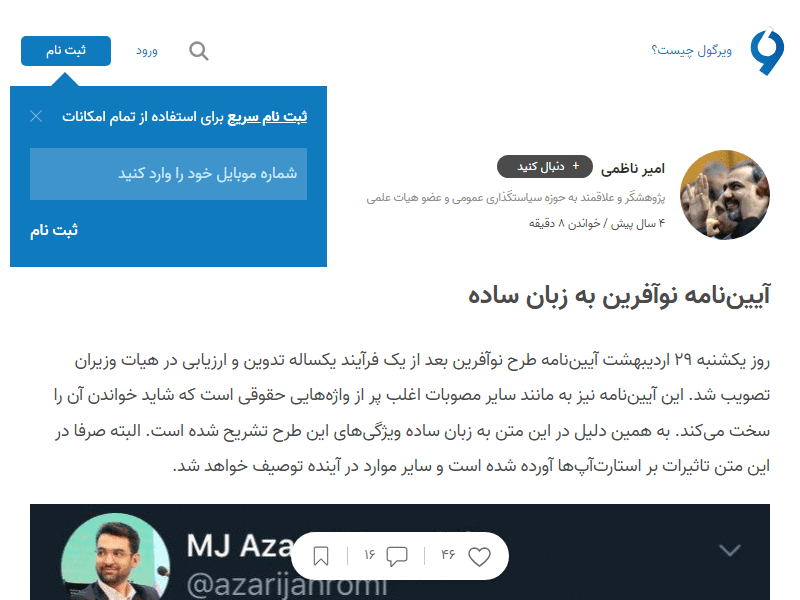 ویرگول چیست؟
ورود
ثبت نام
ثبت نام سریع برای استفاده از تمام امکانات
شماره موبایل خود را وارد کنید
ثبت نام
امیر ناظمی
+ دنبال کنید
پژوهشگر و علاقمند به حوزه سیاستگذاری عمومی و عضو هیات علمی
۴ سال پیش / خواندن ۸ دقیقه
آیین‌نامه نوآفرین به زبان ساده
روز یکشنبه ۲۹ اردیبهشت آیین‌نامه طرح نوآفرین بعد از یک فرآیند یکساله تدوین و ارزیابی در هیات وزیران
تصویب شد. این آیین‌نامه نیز به مانند سایر مصوبات اغلب پر از واژه‌هایی حقوقی است که شاید خواندن آن را
سخت می‌کند. به همین دلیل در این متن به زبان ساده ویژگی‌های این طرح تشریح شده است. البته صرفا در
این متن تاثیرات بر استارت‌آپ‌ها آورده شده است و سایر موارد در آینده توصیف خواهد شد.
MJ Aza
۴۶
۱۶
@azarijahromi